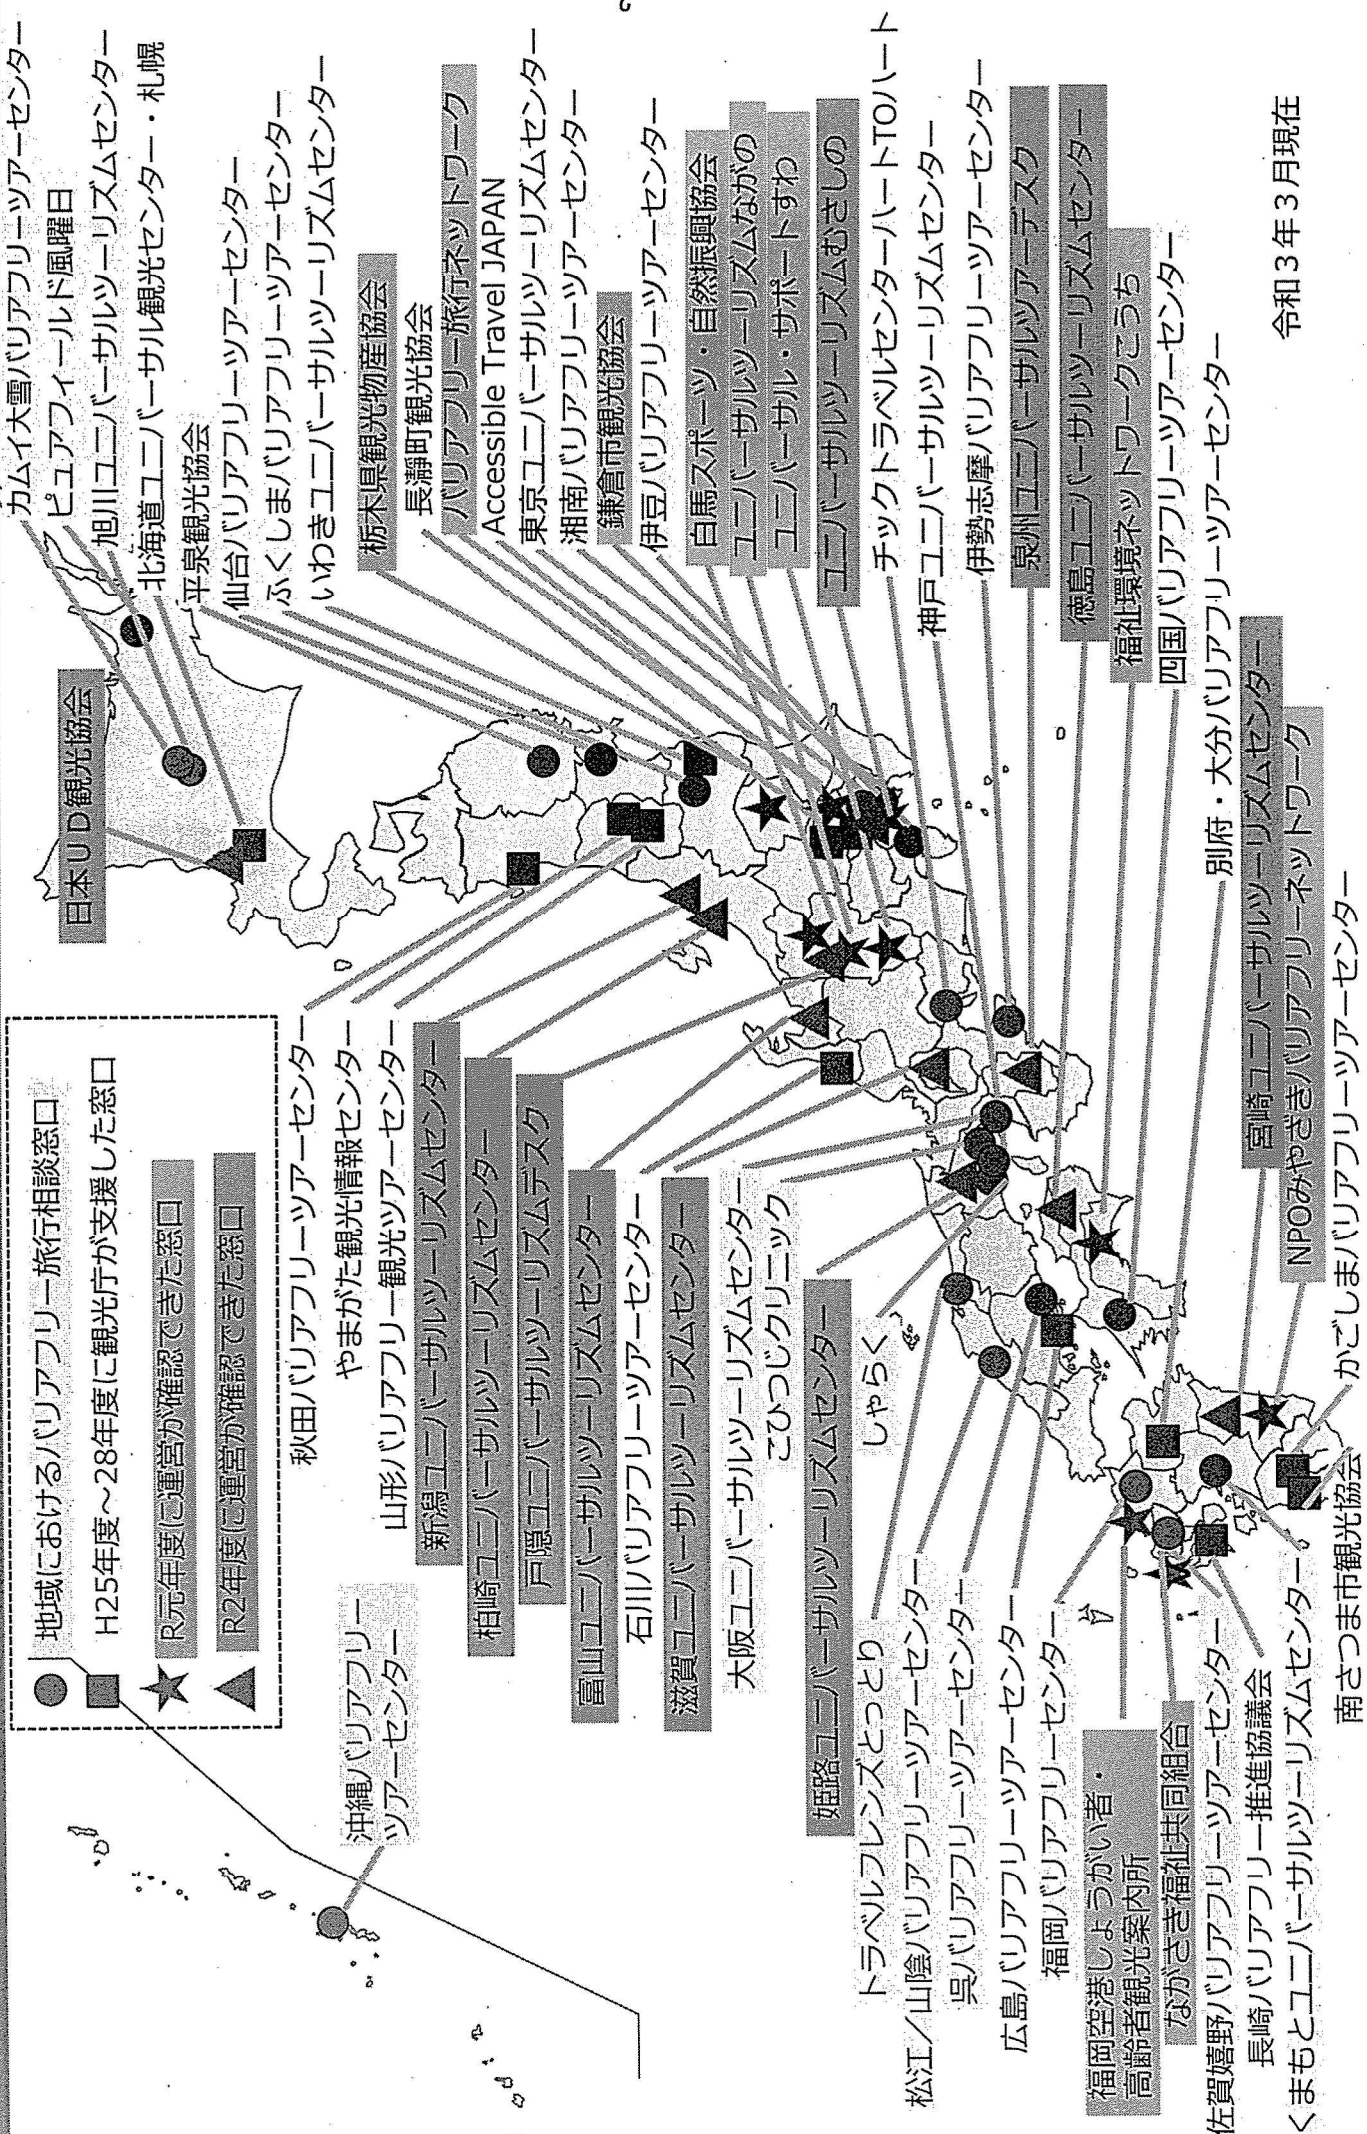 地域におけるバリアフリー旅行相談窓口
H25年度～28年度に観光庁が支援した窓口
R元年度に運営が確認できた窓口
R2年度に運営が確認できた窓口
日本UD観光協会
カムイ大雪バリアフリーツアーセンター
ピュアフィールド風曜日
旭川ユニバーサルツーリズムセンター
北海道ユニバーサル観光センター・札幌
平泉観光協会
仙台バリアフリーツアーセンター
ふくしまバリアフリーツアーセンター
いわきユニバーサルツーリズムセンター
栃木県観光物産協会
長瀞町観光協会
バリアフリー旅行ネットワーク
Accessible Travel JAPAN
東京ユニバーサルツーリズムセンター
湘南バリアフリーツアーセンター
鎌倉市観光協会
伊豆バリアフリーツアーセンター
白馬スポーツ・自然振興協会
ユニバーサルツーリズムながの
ユニバーサル・サポートすわ
ユニバーサルツーリズムむさしの
チックトラベルセンターハートTOハート
神戸ユニバーサルツーリズムセンター
伊勢志摩バリアフリーツアーセンター
泉州ユニバーサルツアーデスク
徳島ユニバーサルツーリズムセンター
福祉環境ネットワークこうち
四国バリアフリーツアーセンター
別府・大分バリアフリーツアーセンター
宮崎ユニバーサルツーリズムセンター
NPOみやざきバリアフリーネットワーク
かごしまバリアフリーツアーセンター
秋田バリアフリーツアーセンター
やまがた観光情報センター
山形バリアフリー観光ツアーセンター
新潟ユニバーサルツーリズムセンター
柏崎ユニバーサルツーリズムセンター
戸隠ユニバーサルツーリズムデスク
富山ユニバーサルツーリズムセンター
石川バリアフリーツアーセンター
滋賀ユニバーサルツーリズムセンター
大阪ユニバーサルツーリズムセンター
こひつじクリニック
姫路ユニバーサルツーリズムセンター
しゃらく
トラベルフレンズとっとり
松江／山陰バリアフリーツアーセンター
呉バリアフリーツアーセンター
広島バリアフリーツアーセンター
福岡バリアフリーセンター
福岡空港しょうがい者・
高齢者観光案内所
ながさき福祉共同組合
佐賀嬉野バリアフリーツアーセンター
長崎バリアフリー推進協議会
くまもとユニバーサルツーリズムセンター
南さつま市観光協会
沖縄バリアフリー
ツアーセンター
令和3年3月現在